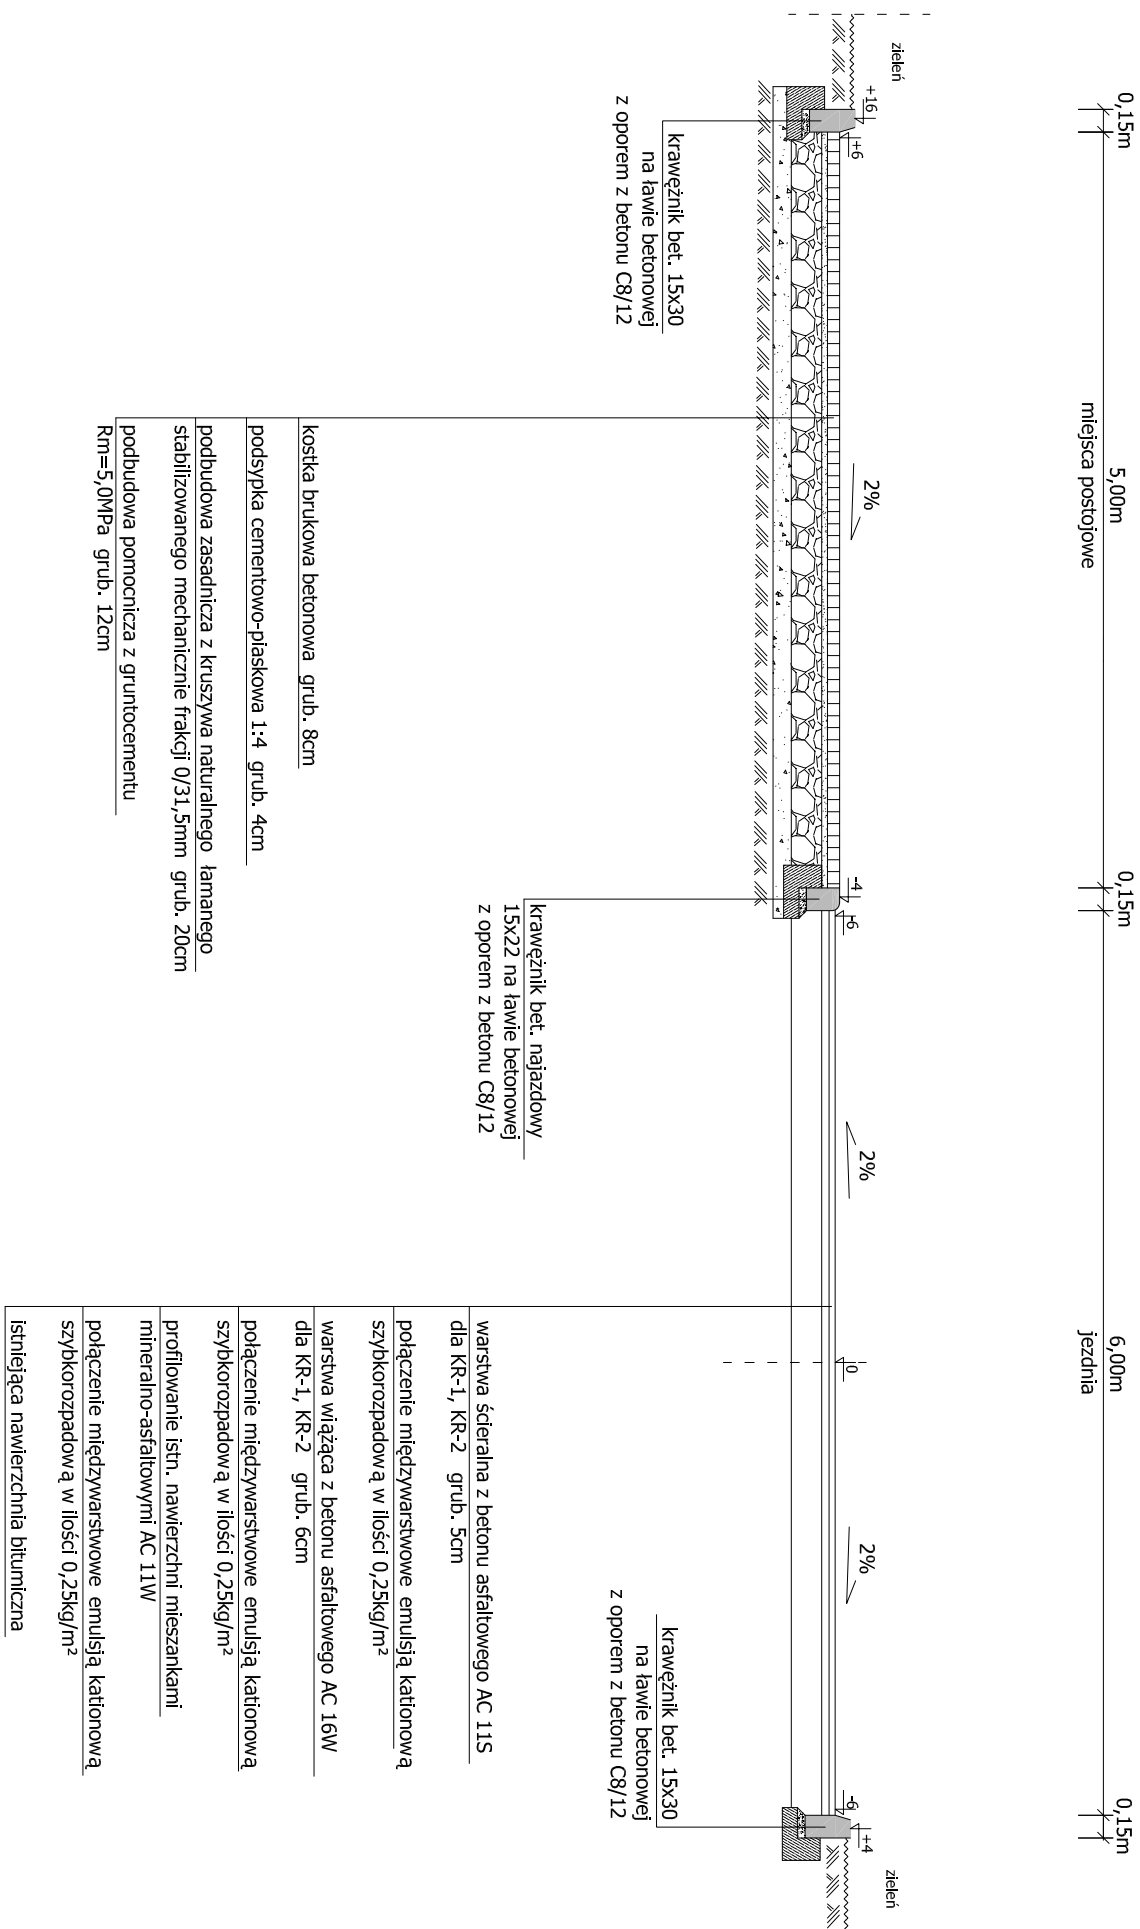 0,15m
5,00m
miejsca postojowe
0,15m
6,00m
jezdnia
0,15m
zieleń
+16
+6
2%
-4
-6
2%
0
2%
-6
+4
zieleń
krawężnik bet. 15x30
na ławie betonowej
z oporem z betonu C8/12
kostka brukowa betonowa grub. 8cm
podsypka cementowo-piaskowa 1:4 grub. 4cm
podbudowa zasadnicza z kruszywa naturalnego łamanego
stabilizowanego mechanicznie frakcji 0/31,5mm grub. 20cm
podbudowa pomocnicza z gruntocementu
Rm=5,0MPa grub. 12cm
krawężnik bet. najazdowy
15x22 na ławie betonowej
z oporem z betonu C8/12
warstwa ścieralna z betonu asfaltowego AC 11S
dla KR-1, KR-2 grub. 5cm
połączenie międzywarstwowe emulsją kationową
szybkorozpadową w ilości 0,25kg/m²
warstwa wiążąca z betonu asfaltowego AC 16W
dla KR-1, KR-2 grub. 6cm
połączenie międzywarstwowe emulsją kationową
szybkorozpadową w ilości 0,25kg/m²
profilowanie istn. nawierzchni mieszankami
mineralno-asfaltowymi AC 11W
połączenie międzywarstwowe emulsją kationową
szybkorozpadową w ilości 0,25kg/m²
istniejąca nawierzchnia bitumiczna
krawężnik bet. 15x30
na ławie betonowej
z oporem z betonu C8/12